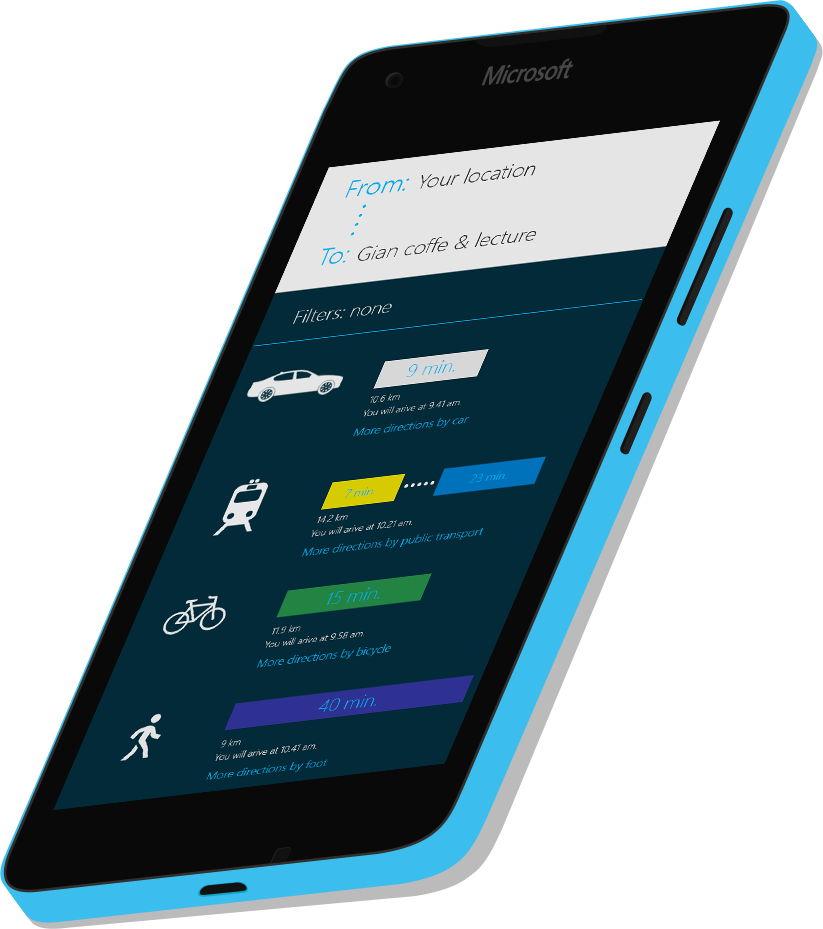 Microsoft
From: Your location
To: Gian coffe & lecture
Filters: none
9 min.
10.6 km
You will arive at 9.41 am.
More directions by car
7 min. 23 min.
14.2 km
You will arive at 10.21 am.
More directions by public transport
15 min.
11.9 km
You will arive at 9.58 am
More directions by bicycle
40 min.
9 km
You will arive at 10.41 am.
More directions by foot